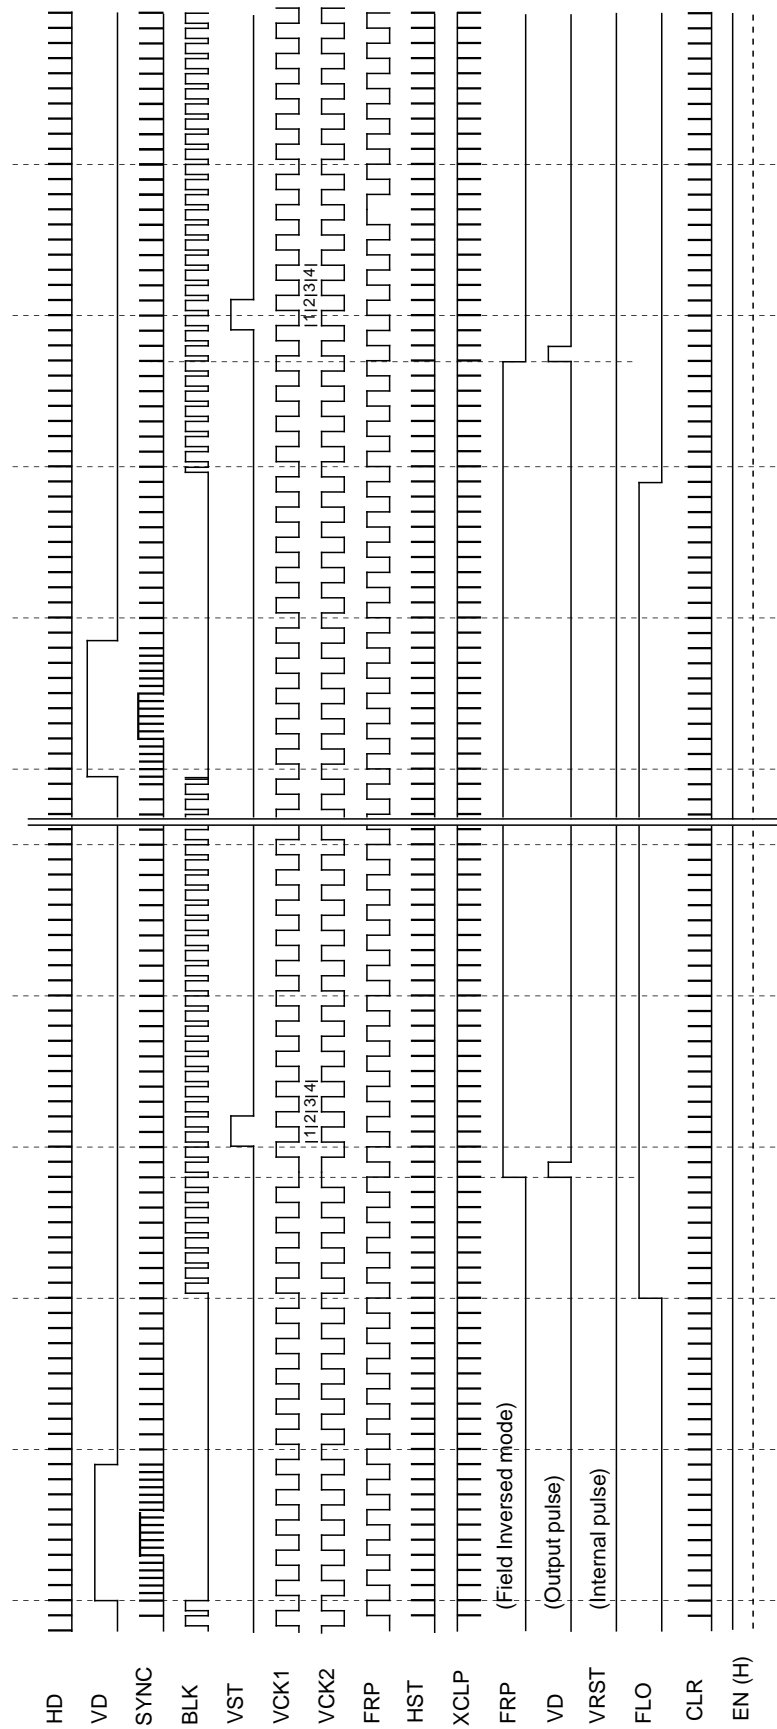 HD
VD
SYNC
BLK
VST
VCK1
VCK2
FRP
HST
XCLP
FRP (Field Inversed mode)
VD (Output pulse)
VRST (Internal pulse)
FLO
CLR
EN (H)
|1|2|3|4|
|1|2|3|4|